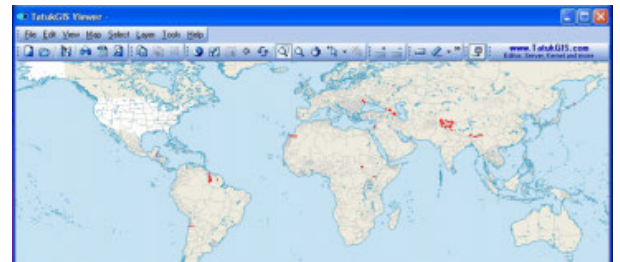 TatukGIS Viewer -
File Edit View Map Select Layer Tools Help
www.TatukGIS.com
Editor, Server, Kernel and more